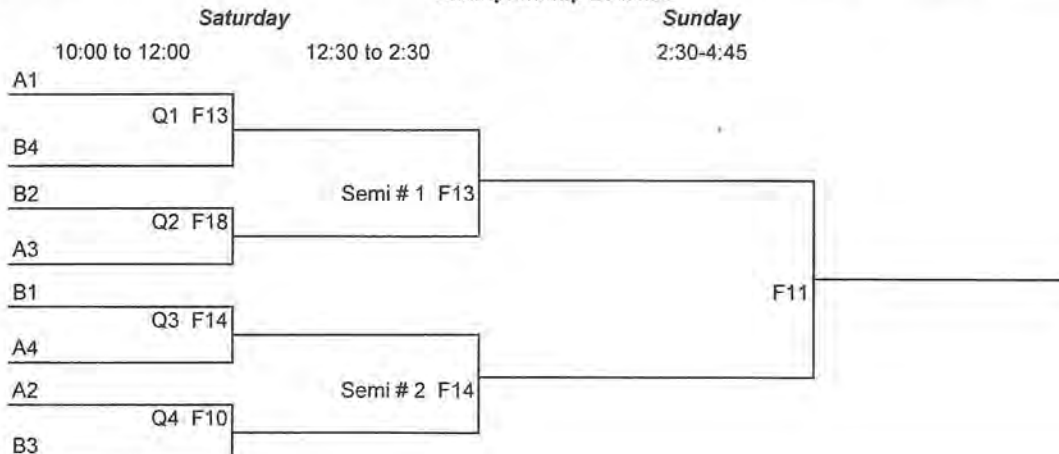 Saturday Sunday
10:00 to 12:00 12:30 to 2:30 2:30-4:45
A1
Q1 F13
B4
B2
Semi # 1 F13
Q2 F18
A3
B1
F11
Q3 F14
A4
A2
Semi # 2 F14
Q4 F10
B3